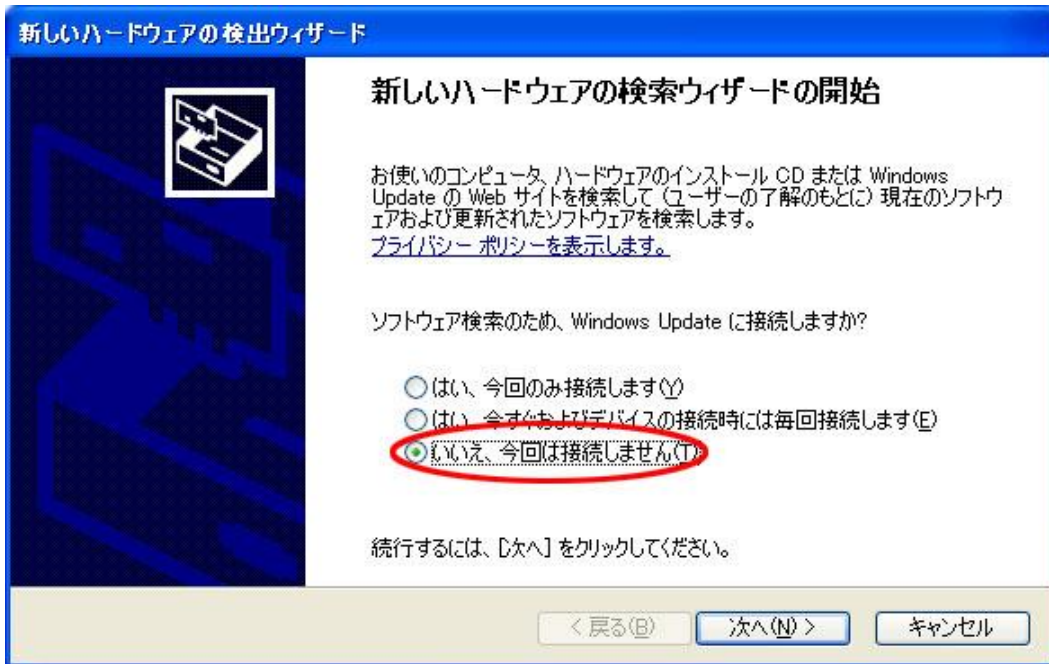 新しいハードウェアの検出ウィザード
新しいハードウェアの検索ウィザードの開始
お使いのコンピュータ、ハードウェアのインストール CD または Windows
Update の Web サイトを検索して (ユーザーの了解のもとに) 現在のソフトウ
ェアおよび更新されたソフトウェアを検索します。
プライバシー ポリシーを表示します。
ソフトウェア検索のため、Windows Update に接続しますか?
はい、今回のみ接続します(Y)
はい、今すぐおよびデバイスの接続時には毎回接続します(E)
いいえ、今回は接続しません(T)
続行するには、[次へ] をクリックしてください。
< 戻る(B)
次へ(N) >
キャンセル